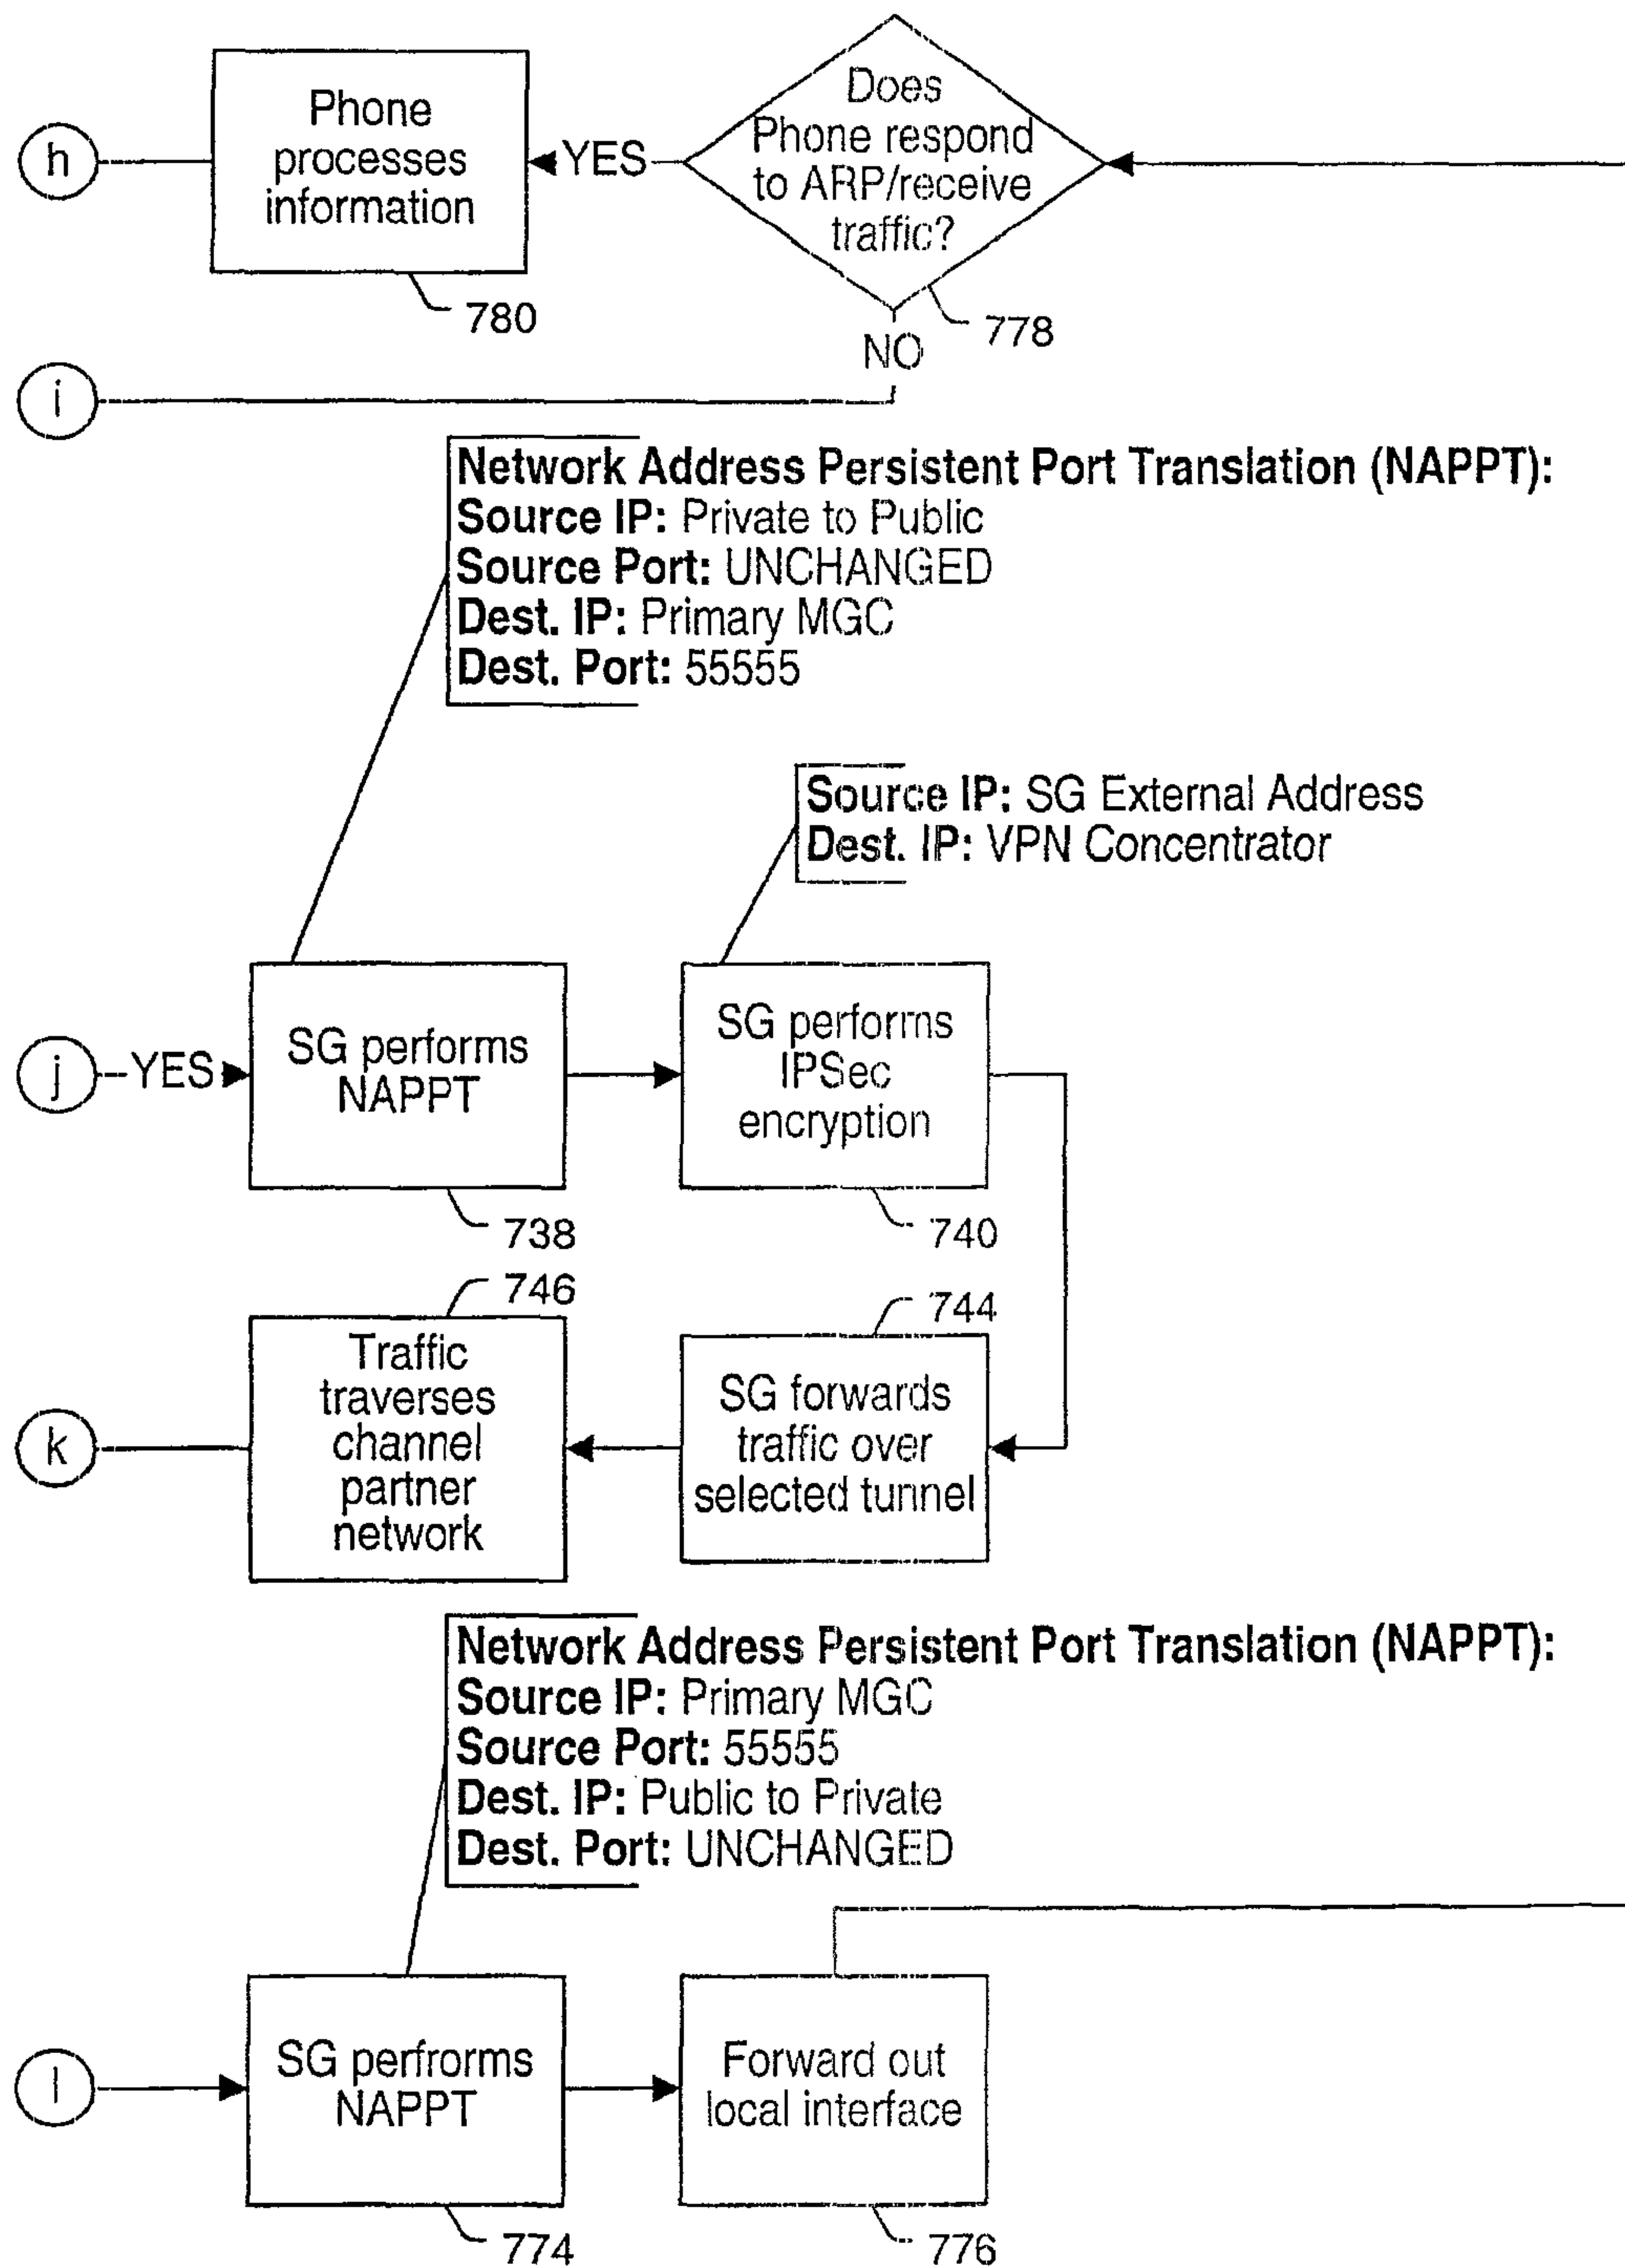 h
Phone
processes
information
780
YES
Does
Phone respond
to ARP/receive
traffic?
778
NO
i
Network Address Persistent Port Translation (NAPPT):
Source IP: Private to Public
Source Port: UNCHANGED
Dest. IP: Primary MGC
Dest. Port: 55555
Source IP: SG External Address
Dest. IP: VPN Concentrator
j
YES
SG performs
NAPPT
738
SG performs
IPSec
encryption
740
k
746
Traffic
traverses
channel
partner
network
744
SG forwards
traffic over
selected tunnel
Network Address Persistent Port Translation (NAPPT):
Source IP: Primary MGC
Source Port: 55555
Dest. IP: Public to Private
Dest. Port: UNCHANGED
l
SG perfrorms
NAPPT
774
Forward out
local interface
776